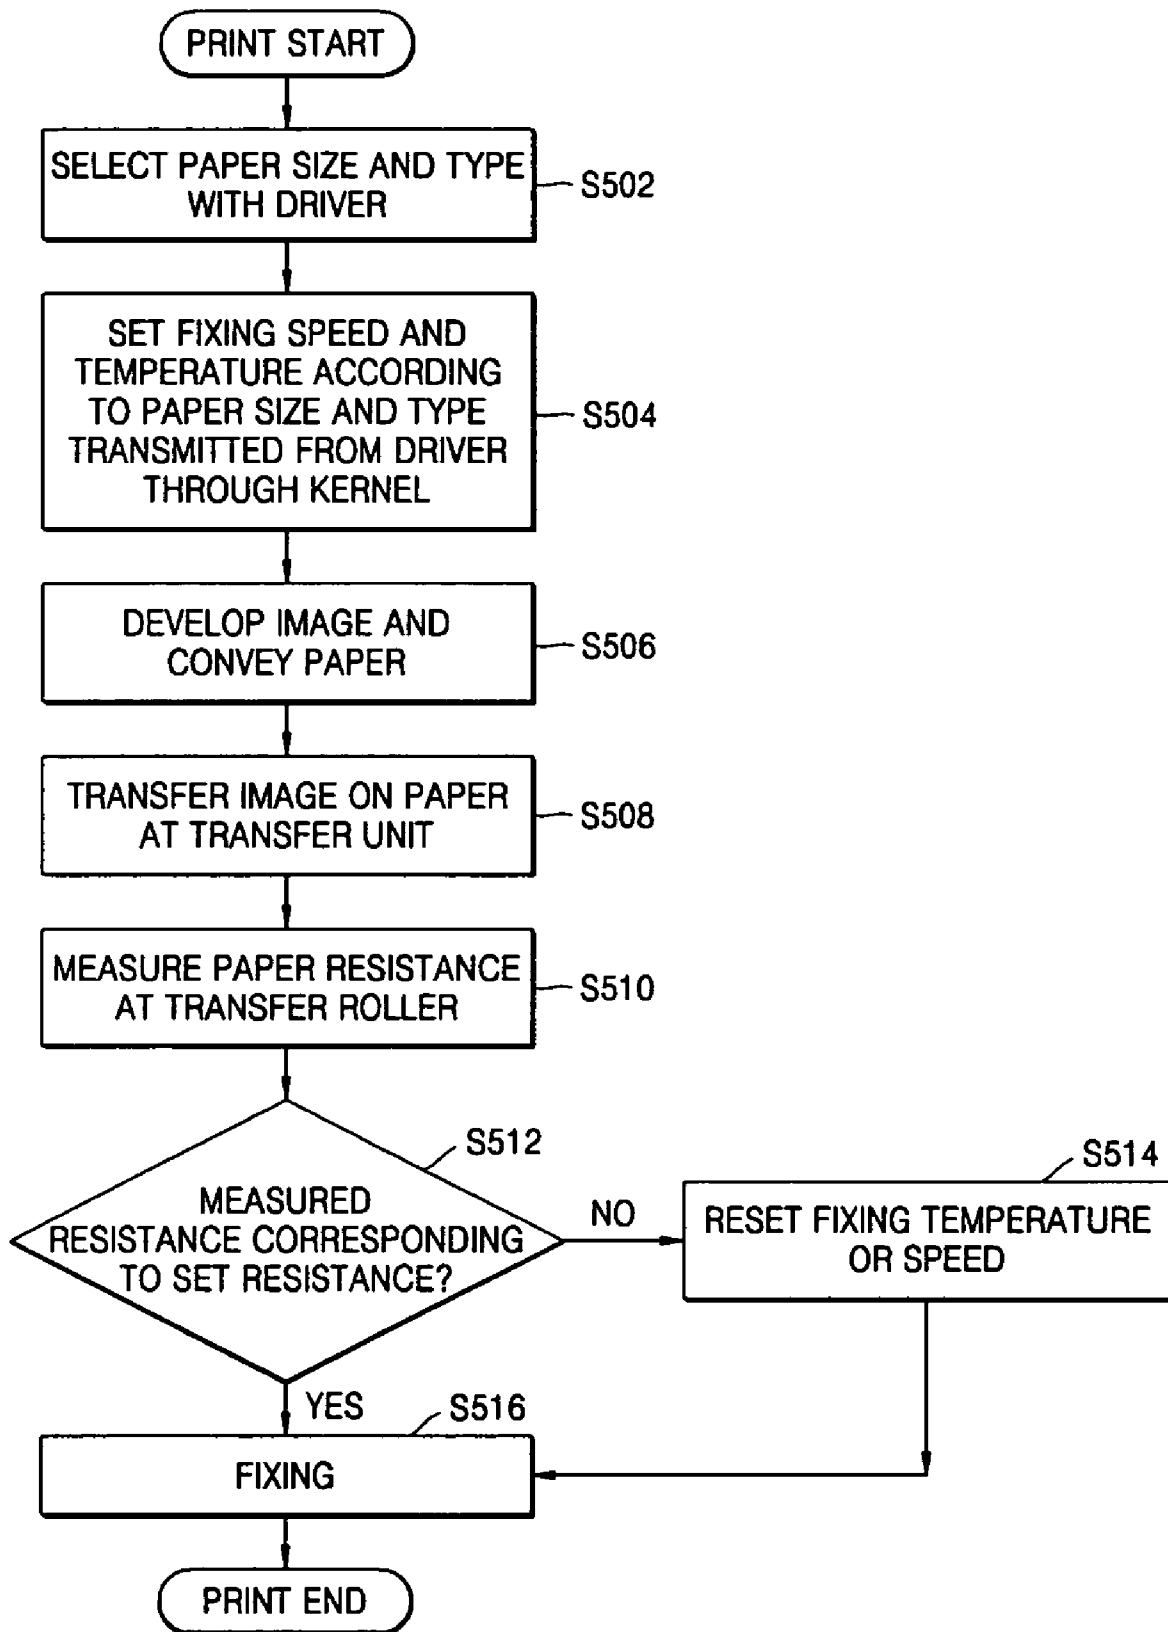 PRINT START
SELECT PAPER SIZE AND TYPE
WITH DRIVER
S502
SET FIXING SPEED AND
TEMPERATURE ACCORDING
TO PAPER SIZE AND TYPE
TRANSMITTED FROM DRIVER
THROUGH KERNEL
S504
DEVELOP IMAGE AND
CONVEY PAPER
S506
TRANSFER IMAGE ON PAPER
AT TRANSFER UNIT
S508
MEASURE PAPER RESISTANCE
AT TRANSFER ROLLER
S510
S512
MEASURED
RESISTANCE CORRESPONDING
TO SET RESISTANCE?
NO
S514
RESET FIXING TEMPERATURE
OR SPEED
YES
S516
FIXING
PRINT END